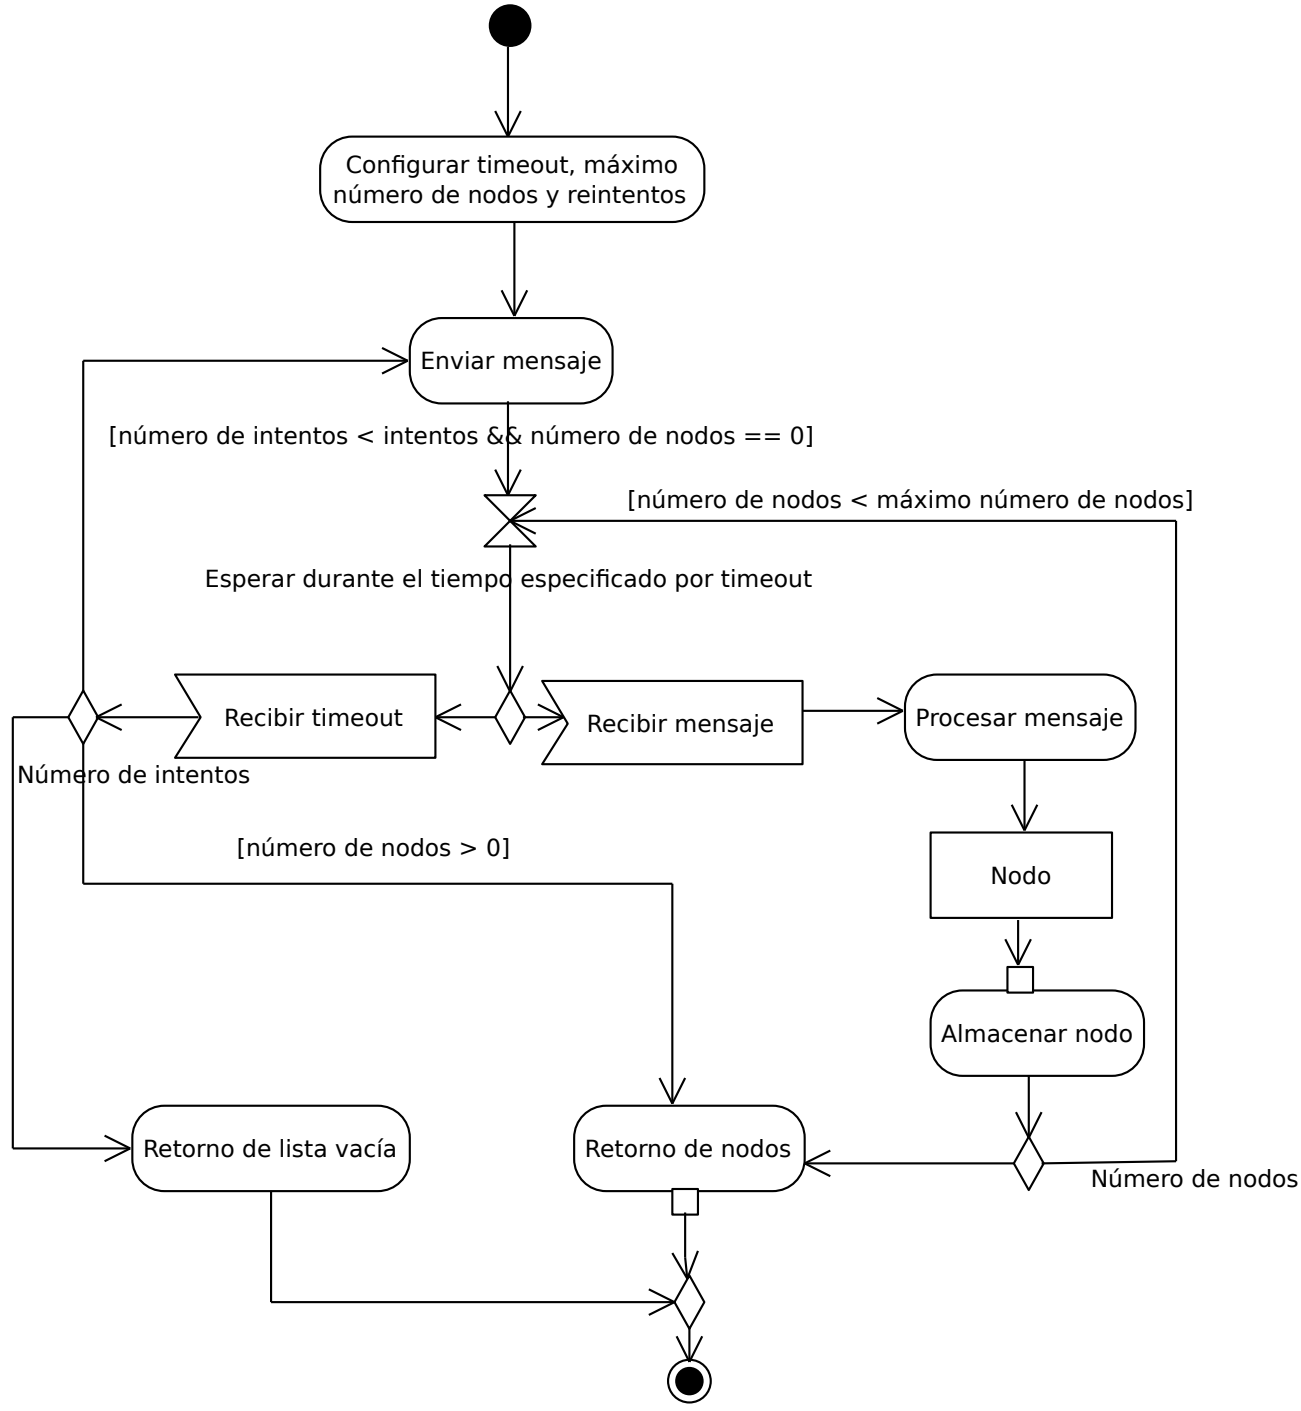 Configurar timeout, máximo
número de nodos y reintentos
Enviar mensaje
[número de intentos < intentos && número de nodos == 0]
[número de nodos < máximo número de nodos]
Esperar durante el tiempo especificado por timeout
Recibir timeout
Recibir mensaje
Procesar mensaje
Número de intentos
[número de nodos > 0]
Nodo
Almacenar nodo
Retorno de lista vacía
Retorno de nodos
Número de nodos